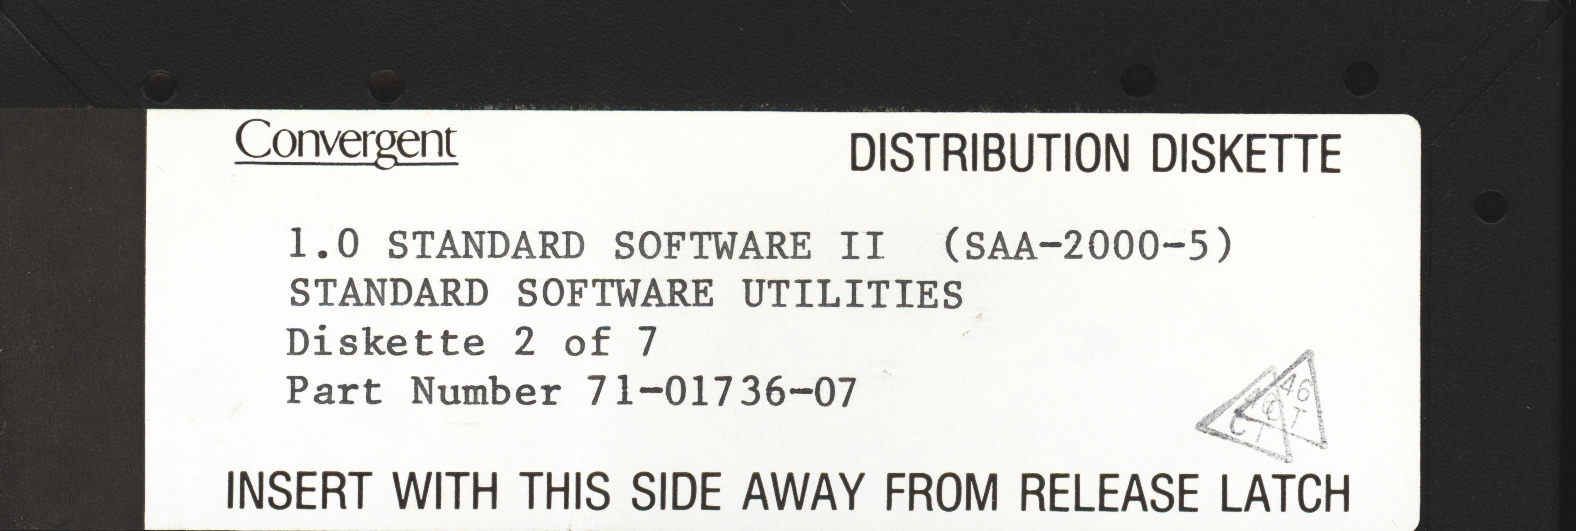 Convergent
DISTRIBUTION DISKETTE
1.0 STANDARD SOFTWARE II (SAA-2000-5)
STANDARD SOFTWARE UTILITIES
Diskette 2 of 7
Part Number 71-01736-07
46
INSERT WITH THIS SIDE AWAY FROM RELEASE LATCH